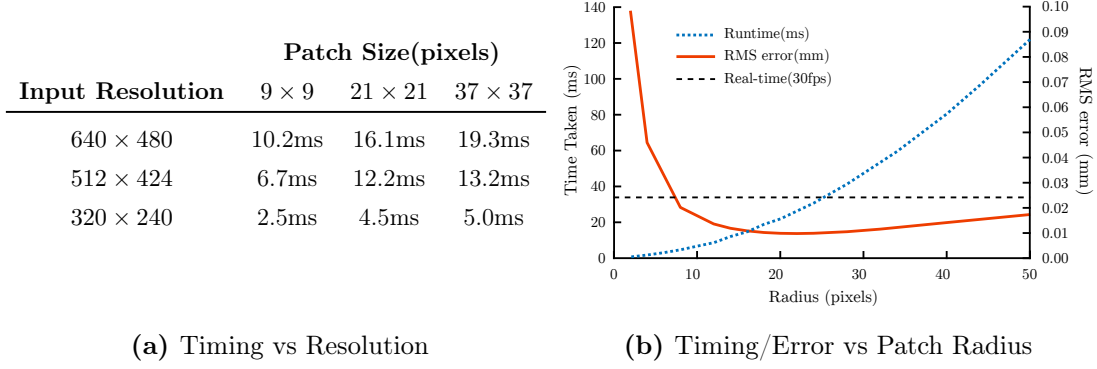 Patch Size(pixels)
Input Resolution 9 × 9 21 × 21 37 × 37
640 × 480 10.2ms 16.1ms 19.3ms
512 × 424 6.7ms 12.2ms 13.2ms
320 × 240 2.5ms 4.5ms 5.0ms
(a) Timing vs Resolution
Time Taken (ms)
140
120
100
80
60
40
20
0
Runtime(ms)
RMS error(mm)
Real-time(30fps)
0.10
0.09
0.08
0.07
0.06
0.05
0.04
0.03
0.02
0.01
0.00
RMS error (mm)
0 10 20 30 40 50
Radius (pixels)
(b) Timing/Error vs Patch Radius